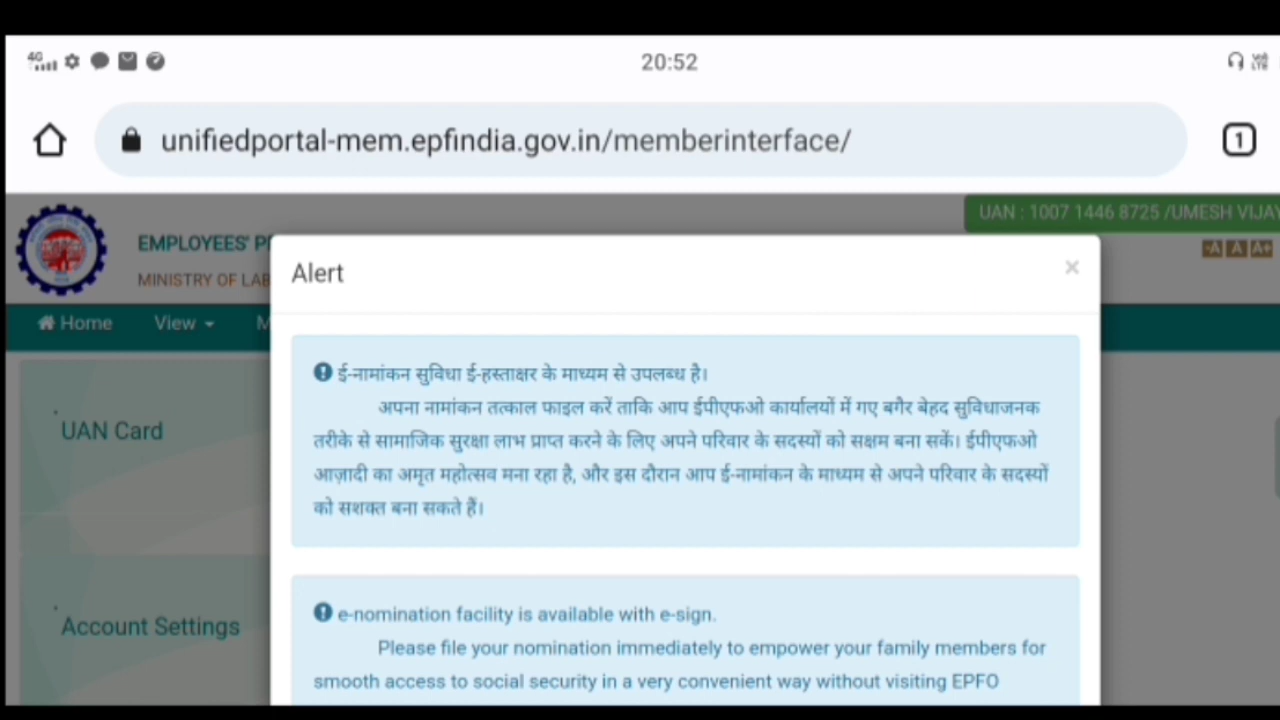 4G
20:52
Vo) LTE
unifiedportal-mem.epfindia.gov.in/memberinterface/
1
UAN : 1007 1446 8725 /UMESH VIJAY
EMPLOYEES' P
-A A A+
MINISTRY OF LAB
Alert
×
Home View M
ई-नामांकन सुविधा ई-हस्ताक्षर के माध्यम से उपलब्ध है।
अपना नामांकन तत्काल फाइल करें ताकि आप ईपीएफओ कार्यालयों में गए बगैर बेहद सुविधाजनक
तरीके से सामाजिक सुरक्षा लाभ प्राप्त करने के लिए अपने परिवार के सदस्यों को सक्षम बना सकें। ईपीएफओ
आज़ादी का अमृत महोत्सव मना रहा है, और इस दौरान आप ई-नामांकन के माध्यम से अपने परिवार के सदस्यों
को सशक्त बना सकते हैं।
UAN Card
e-nomination facility is available with e-sign.
Account Settings
Please file your nomination immediately to empower your family members for
smooth access to social security in a very convenient way without visiting EPFO